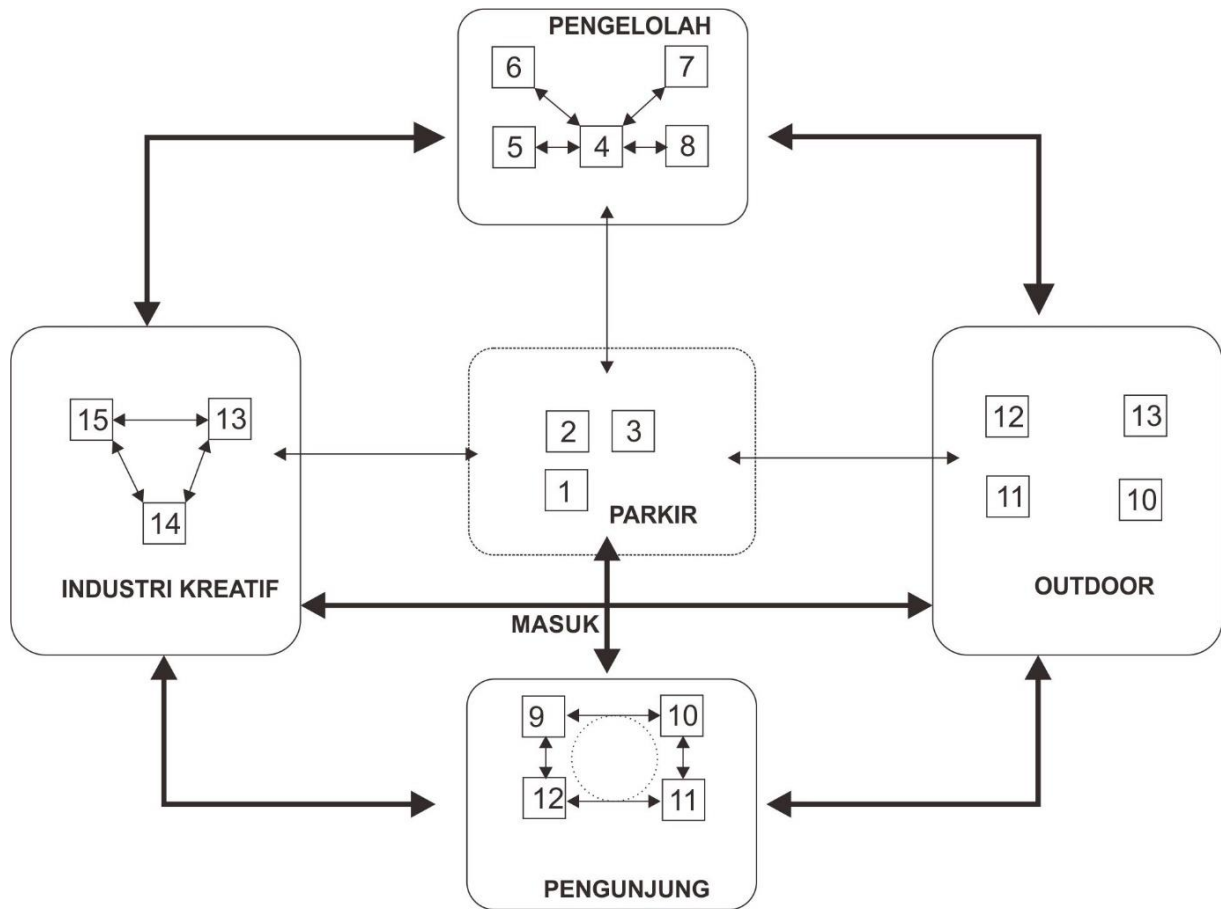 PENGELOLAH
6 7
5 4 8
15 13
14
INDUSTRI KREATIF
2 3
1
PARKIR
12 13
11 10
OUTDOOR
MASUK
9 10
12 11
PENGUNJUNG